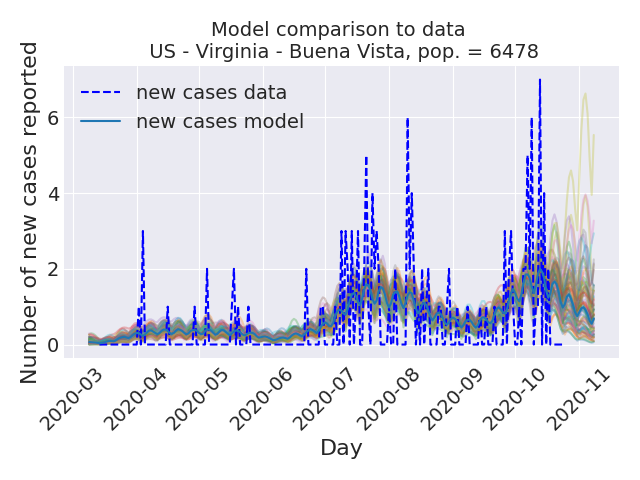 Model comparison to data
US - Virginia - Buena Vista, pop. = 6478
new cases data
new cases model
Number of new cases reported
6
4
2
0
2020-03
2020-04
2020-05
2020-06
2020-07
2020-08
2020-09
2020-10
2020-11
Day